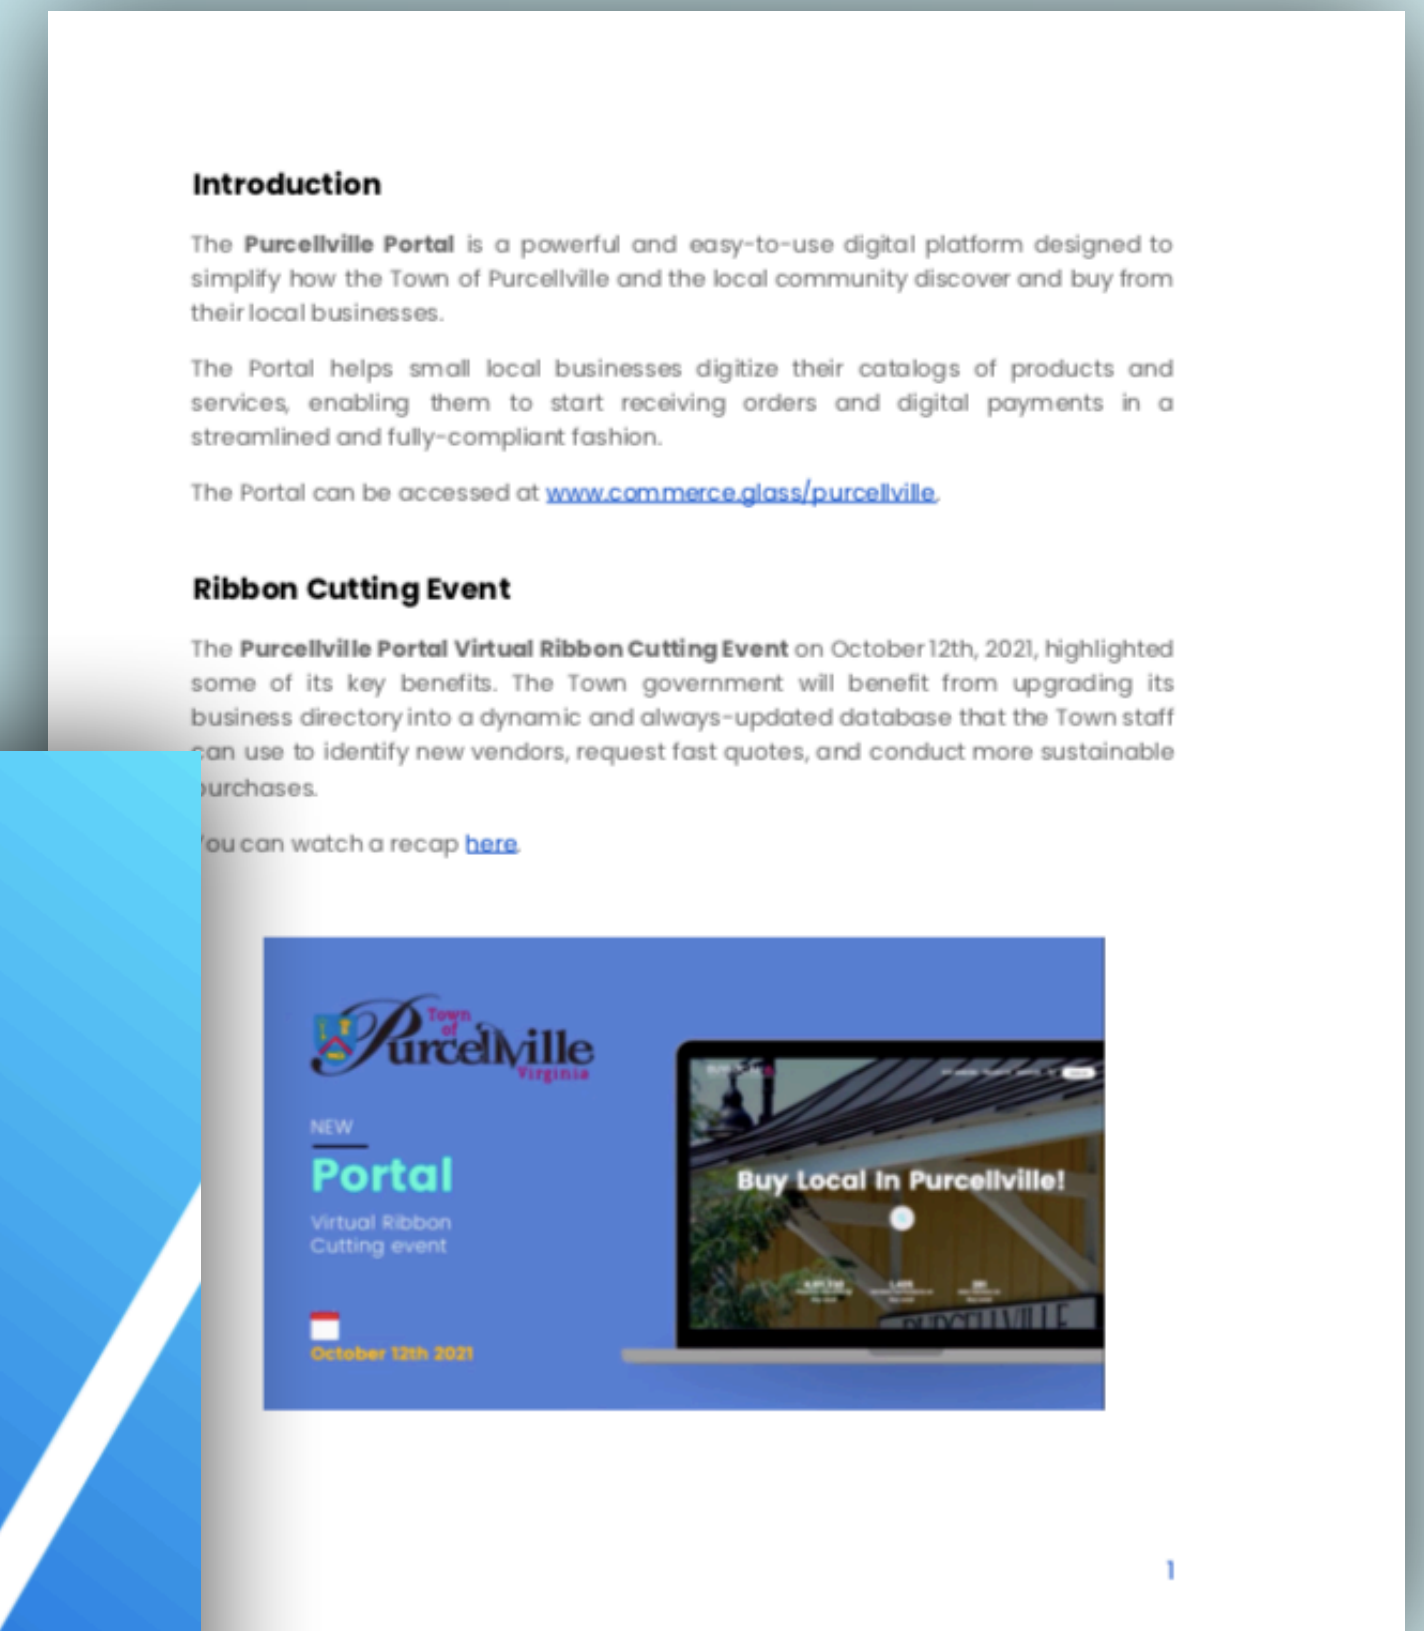 Introduction
The Purcellville Portal is a powerful and easy-to-use digital platform designed to
simplify how the Town of Purcellville and the local community discover and buy from
their local businesses.
The Portal helps small local businesses digitize their catalogs of products and
services, enabling them to start receiving orders and digital payments in a
streamlined and fully-compliant fashion.
The Portal can be accessed at www.commerce.glass/purcellville.
Ribbon Cutting Event
The Purcellville Portal Virtual Ribbon Cutting Event on October 12th, 2021, highlighted
some of its key benefits. The Town government will benefit from upgrading its
business directory into a dynamic and always-updated database that the Town staff
can use to identify new vendors, request fast quotes, and conduct more sustainable
purchases.
You can watch a recap here.
Town
of
Purcellville
Virginia
NEW
Portal
Virtual Ribbon
Cutting event
October 12th 2021
Buy Local In Purcellville!
PURCELLVILLE
1